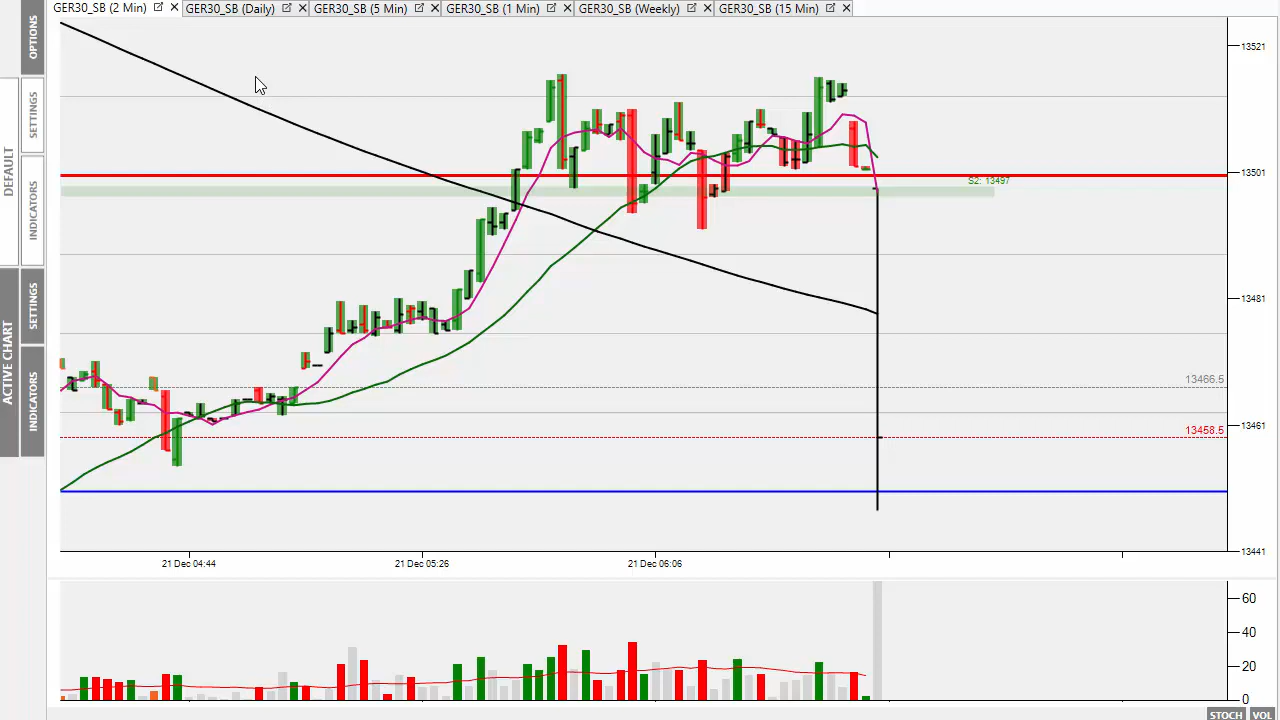 GER30_SB (2 Min)
GER30_SB (Daily)
GER30_SB (5 Min)
GER30_SB (1 Min)
GER30_SB (Weekly)
GER30_SB (15 Min)
OPTIONS
DEFAULT
SETTINGS
INDICATORS
ACTIVE CHART
SETTINGS
INDICATORS
13521
13501
S2: 13497
13481
13466.5
13461
13458.5
13441
21 Dec 04:44
21 Dec 05:26
21 Dec 06:06
60
40
20
0
STOCH
VOL